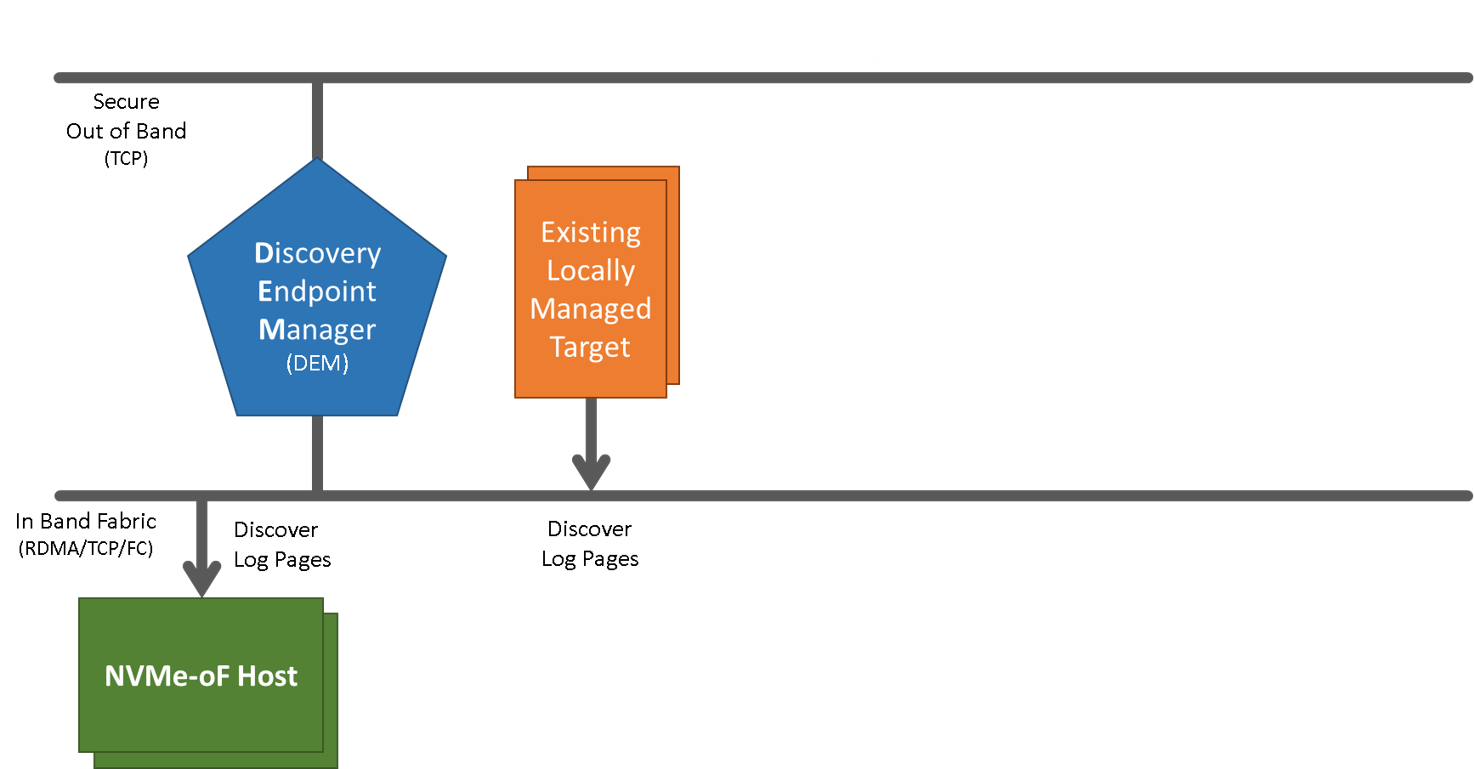 Secure
Out of Band
(TCP)
Discovery
Endpoint
Manager
(DEM)
Existing
Locally
Managed
Target
In Band Fabric
(RDMA/TCP/FC)
Discover
Log Pages
Discover
Log Pages
NVMe-oF Host